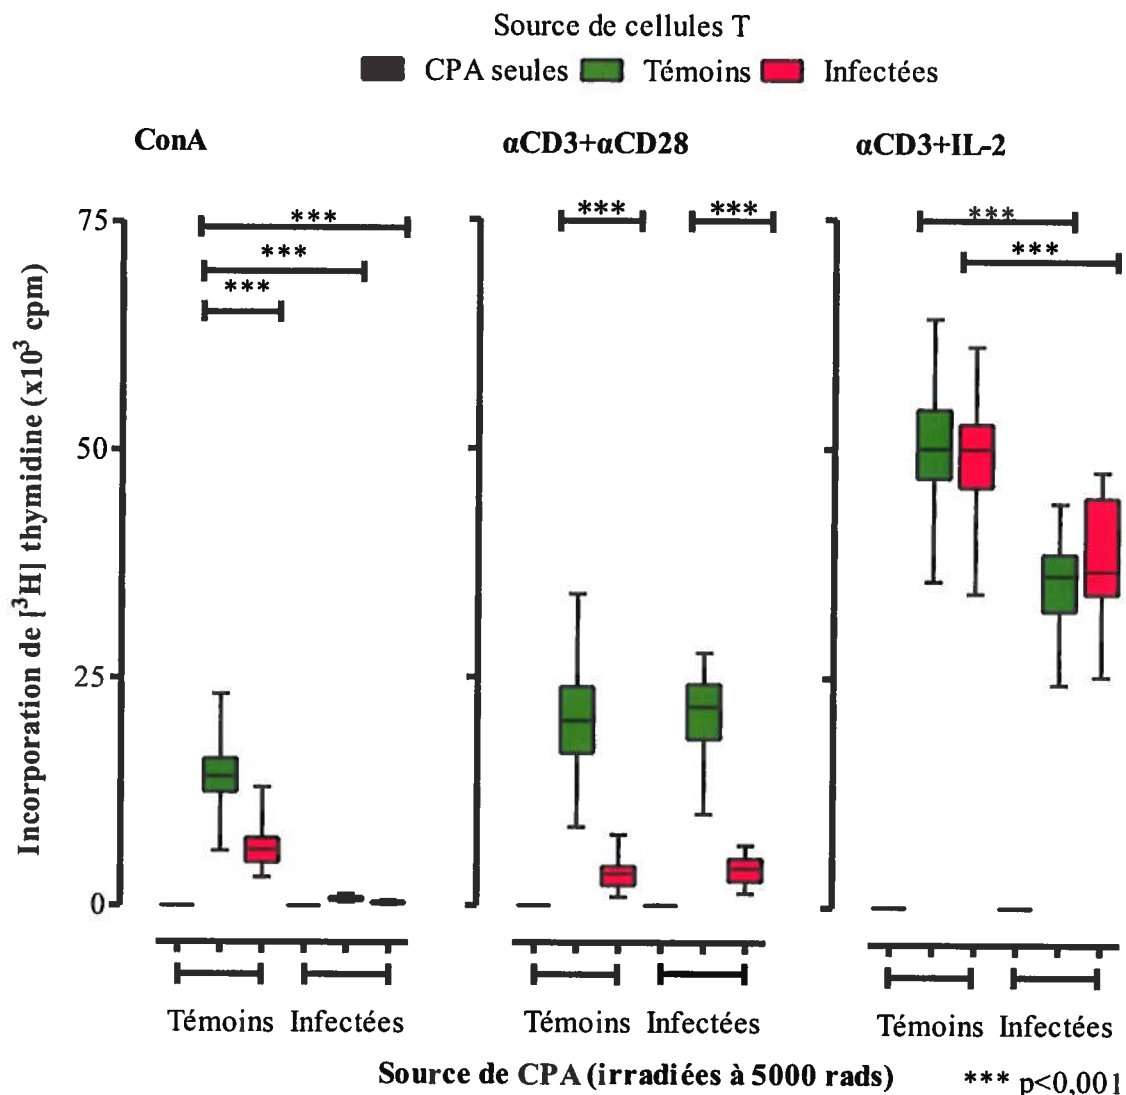 Source de cellules T
CPA seules Témoins Infectées
ConA αCD3+αCD28 αCD3+IL-2
*** *** *** ***
*** ***
***
75
50
25
0
Incorporation de [³H] thymidine (x10³ cpm)
Témoins Infectées Témoins Infectées Témoins Infectées
Source de CPA (irradiées à 5000 rads) *** p<0,001